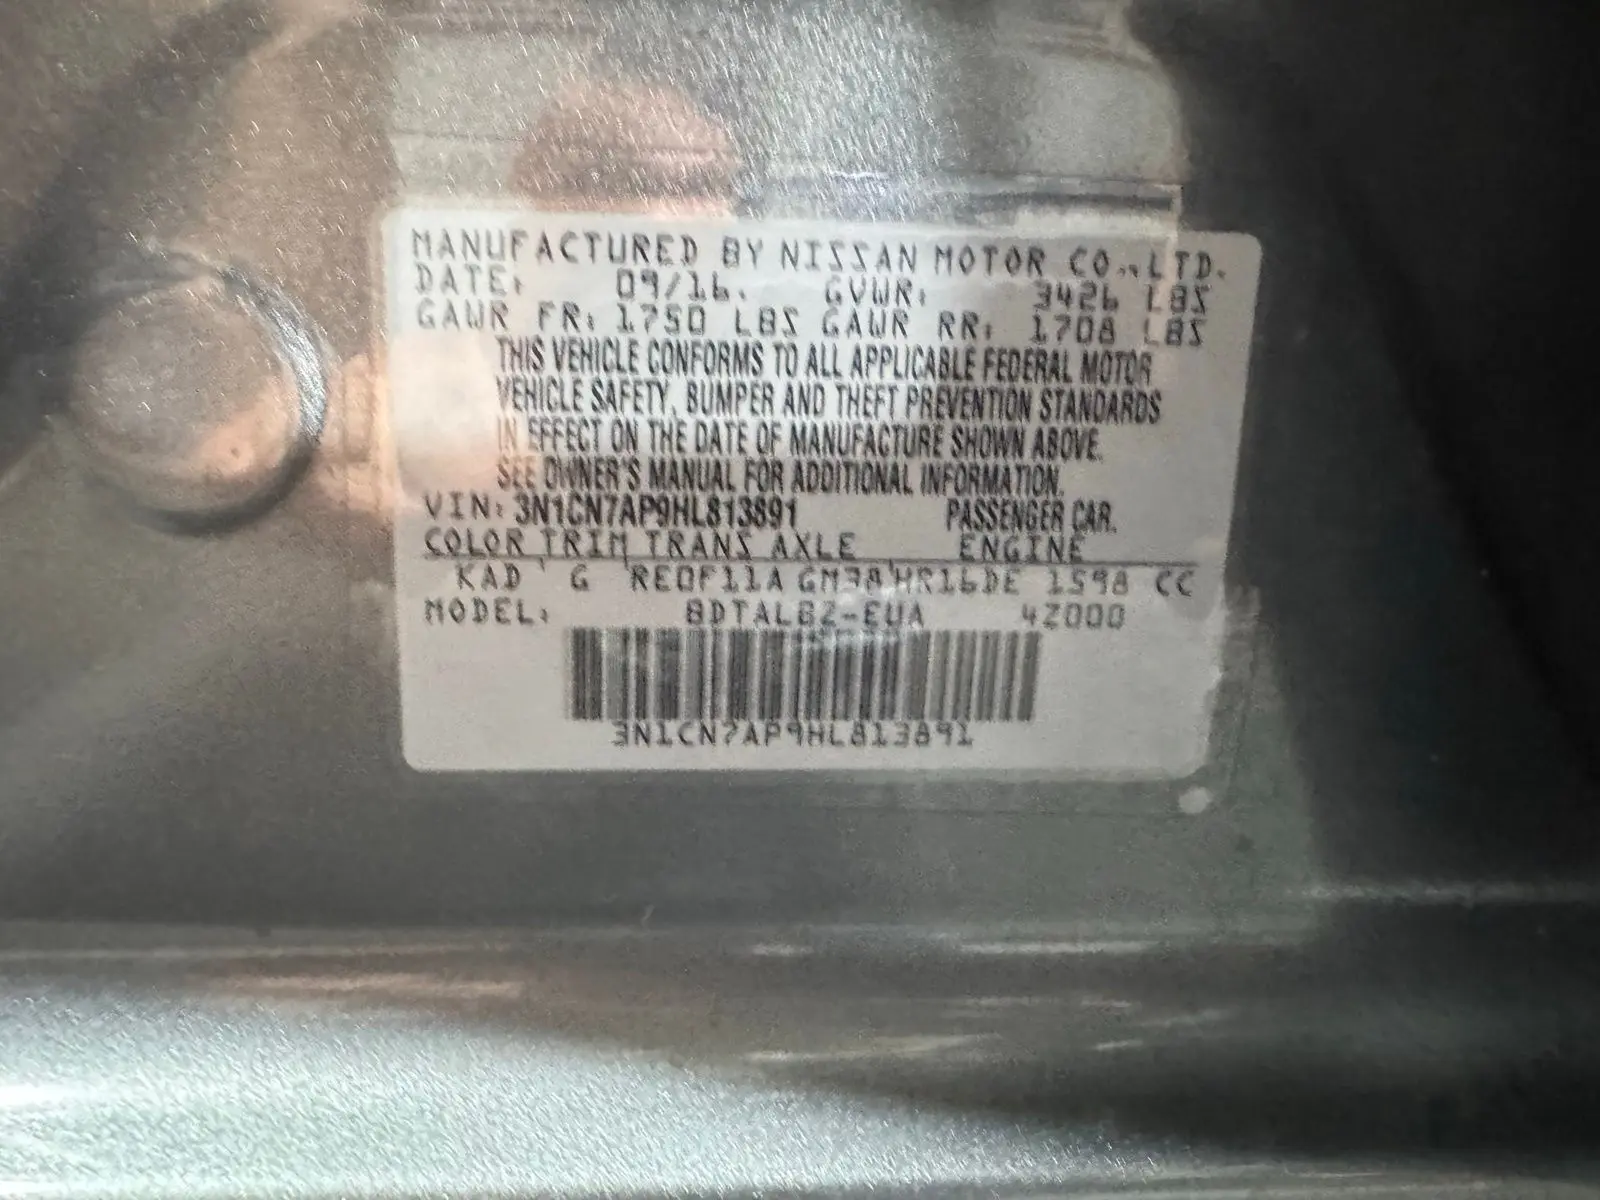 MANUFACTURED BY NISSAN MOTOR CO., LTD.
DATE: 09/16. GVWR: 3426 LBS
GAWR FR: 1750 LBS GAWR RR: 1708 LBS
THIS VEHICLE CONFORMS TO ALL APPLICABLE FEDERAL MOTOR
VEHICLE SAFETY, BUMPER AND THEFT PREVENTION STANDARDS
IN EFFECT ON THE DATE OF MANUFACTURE SHOWN ABOVE.
SEE OWNER'S MANUAL FOR ADDITIONAL INFORMATION.
VIN: 3N1CN7AP9HL813891 PASSENGER CAR.
COLOR TRIM TRANS AXLE ENGINE
KAD G RE0F11A GM38 HR16DE 1598 CC
MODEL: BDTALBZ-EUA 4Z000
3N1CN7AP9HL813891